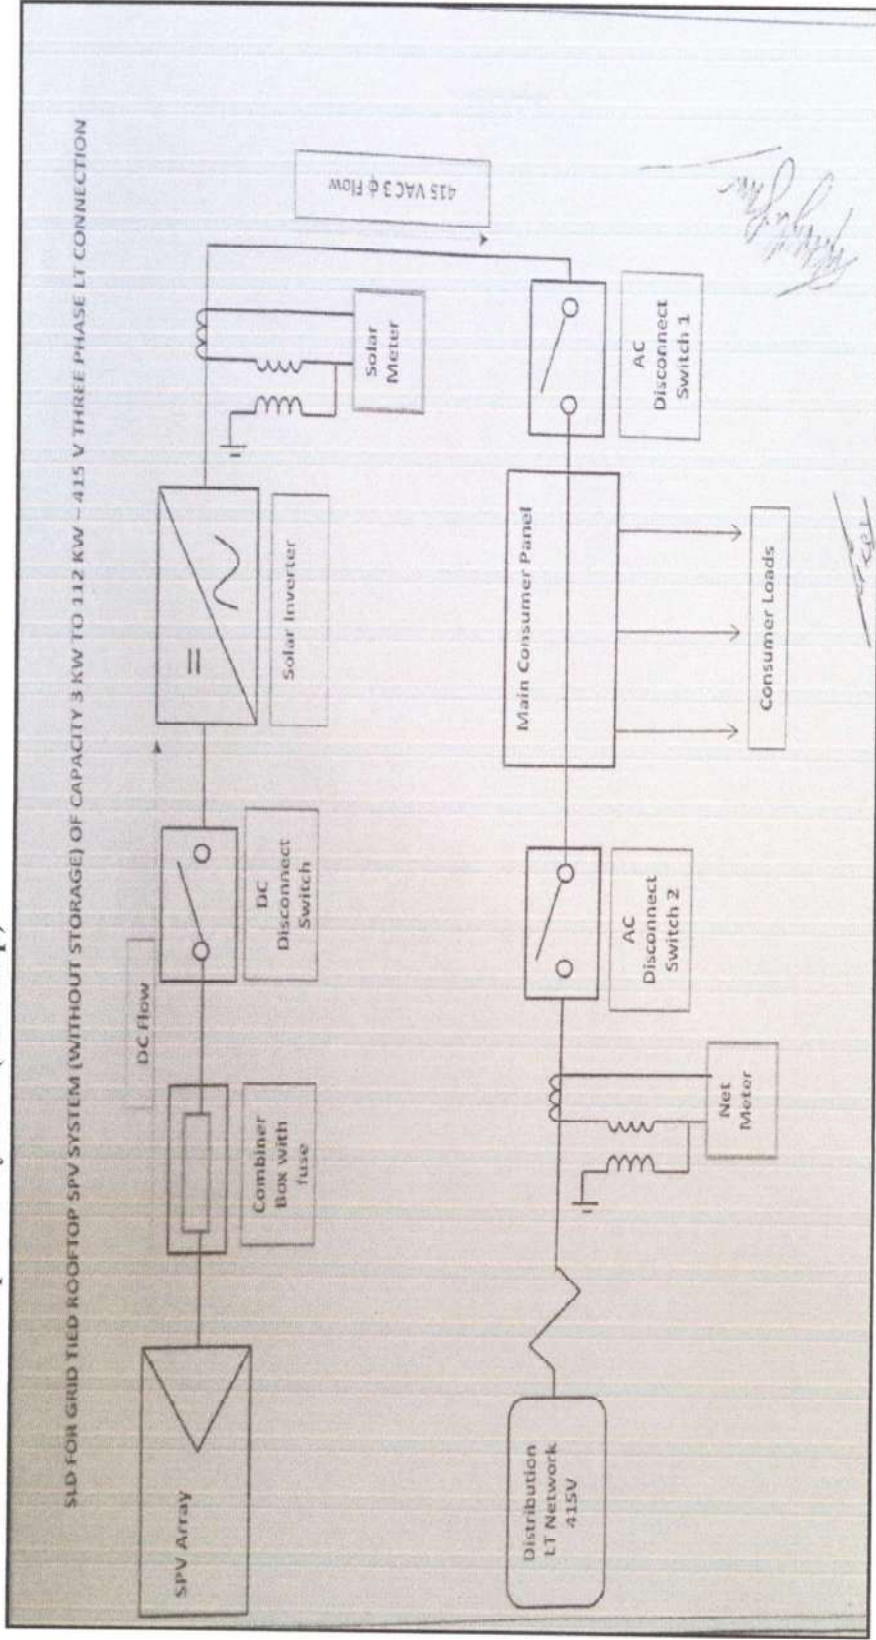 SLD FOR GRID TIED ROOFTOP SPV SYSTEM (WITHOUT STORAGE) OF CAPACITY 3 KW TO 112 KW – 415 V THREE PHASE LT CONNECTION
DC Flow
SPV Array
Combiner
Box with
fuse
DC
Disconnect
Switch
Solar Inverter
Solar
Meter
415 VAC 3 ϕ Flow
Distribution
LT Network
415V
Net
Meter
AC
Disconnect
Switch 2
Main Consumer Panel
Consumer Loads
AC
Disconnect
Switch 1